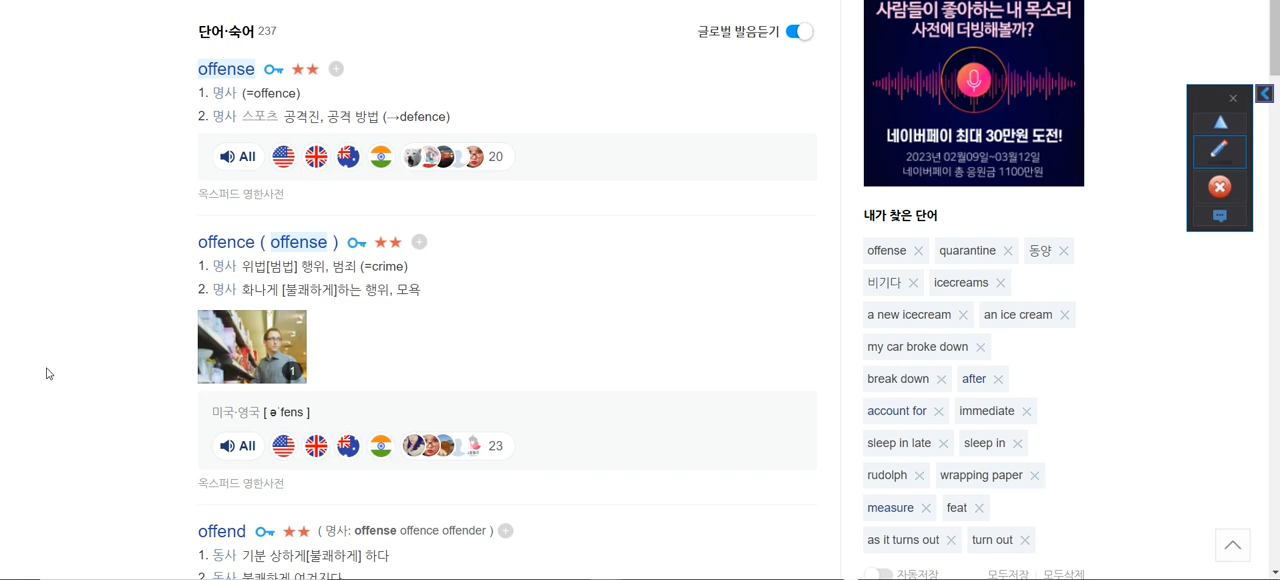 단어·숙어 237
글로벌 발음듣기
offense
1. 명사 (=offence)
2. 명사 스포츠 공격진, 공격 방법 (→defence)
All
20
옥스퍼드 영한사전
offence ( offense )
1. 명사 위법[범법] 행위, 범죄 (=crime)
2. 명사 화나게 [불쾌하게]하는 행위, 모욕
1
미국·영국 [ əˈfens ]
All
23
옥스퍼드 영한사전
offend ( 명사: offense offence offender )
1. 동사 기분 상하게[불쾌하게] 하다
2. 동사 불쾌하게 여겨지다
사람들이 좋아하는 내 목소리
사전에 더빙해볼까?
네이버페이 최대 30만원 도전!
2023년 02월09일~03월12일
네이버페이 총 응원금 1100만원
내가 찾은 단어
offense quarantine 동양
비기다 icecreams
a new icecream an ice cream
my car broke down
break down after
account for immediate
sleep in late sleep in
rudolph wrapping paper
measure feat
as it turns out turn out
자동저장 모두저장 모두삭제